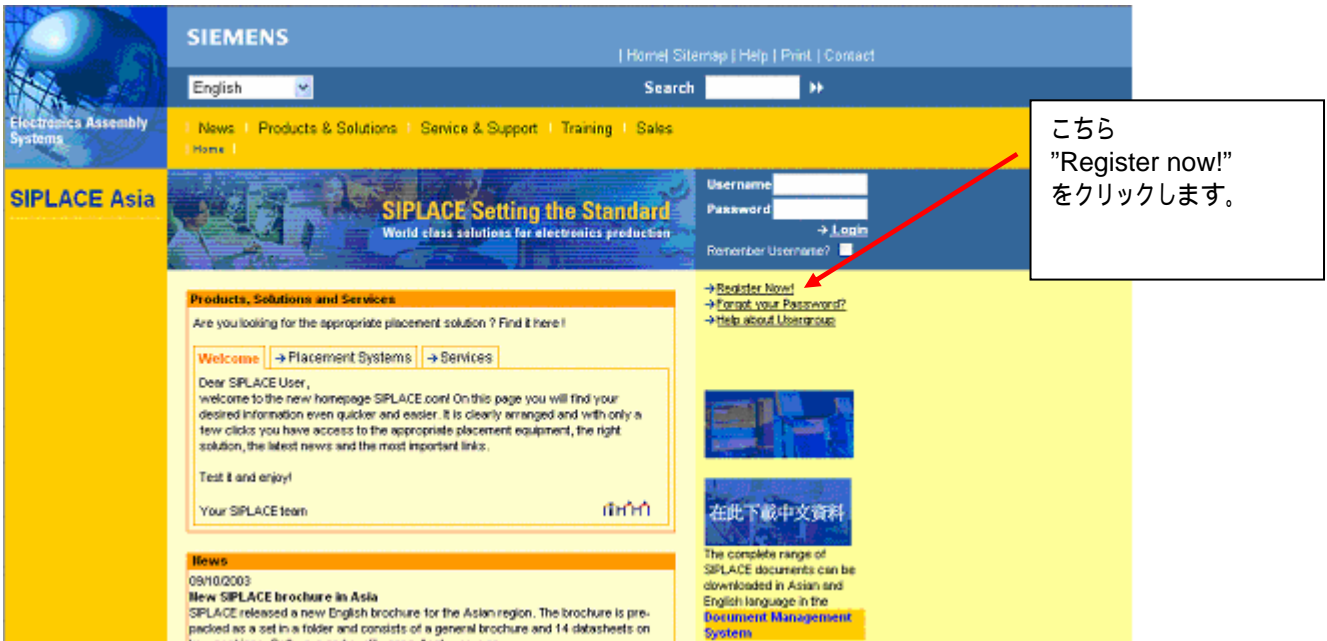 SIEMENS
| Home| Sitemap | Help | Print | Contact
English
Search
Electronics Assembly
Systems
| News | Products & Solutions | Service & Support | Training | Sales
| Home |
こちら
”Register now!”
をクリックします。
SIPLACE Asia
SIPLACE Setting the Standard
World class solutions for electronics production
Username
Password
→ Login
Remember Username?
→Register Now!
→Forgot your Password?
→Help about Usergroup
Products, Solutions and Services
Are you looking for the appropriate placement solution ? Find it here !
Welcome
→Placement Systems
→Services
Dear SIPLACE User,
welcome to the new homepage SIPLACE.com! On this page you will find your
desired information even quicker and easier. It is clearly arranged and with only a
few clicks you have access to the appropriate placement equipment, the right
solution, the latest news and the most important links.
Test it and enjoy!
Your SIPLACE team
在此下載中文資料
The complete range of
SIPLACE documents can be
downloaded in Asian and
English language in the
Document Management
System
News
09/10/2003
New SIPLACE brochure in Asia
SIPLACE released a new English brochure for the Asian region. The brochure is pre-
packed as a set in a folder and consists of a general brochure and 14 datasheets on